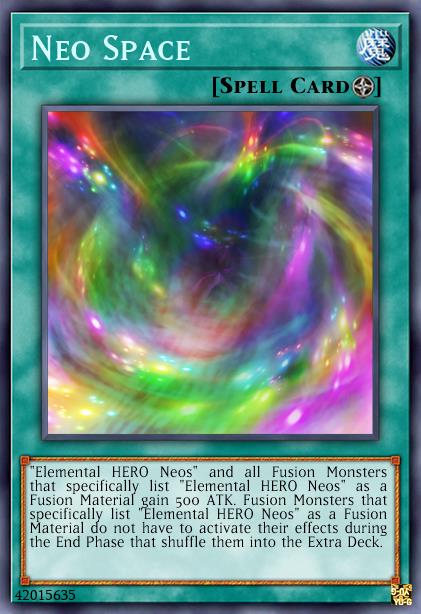 Neo Space
[Spell Card]
"Elemental HERO Neos" and all Fusion Monsters
that specifically list "Elemental HERO Neos" as a
Fusion Material gain 500 ATK. Fusion Monsters that
specifically list "Elemental HERO Neos" as a Fusion
Material do not have to activate their effects during
the End Phase that shuffle them into the Extra Deck.
42015635